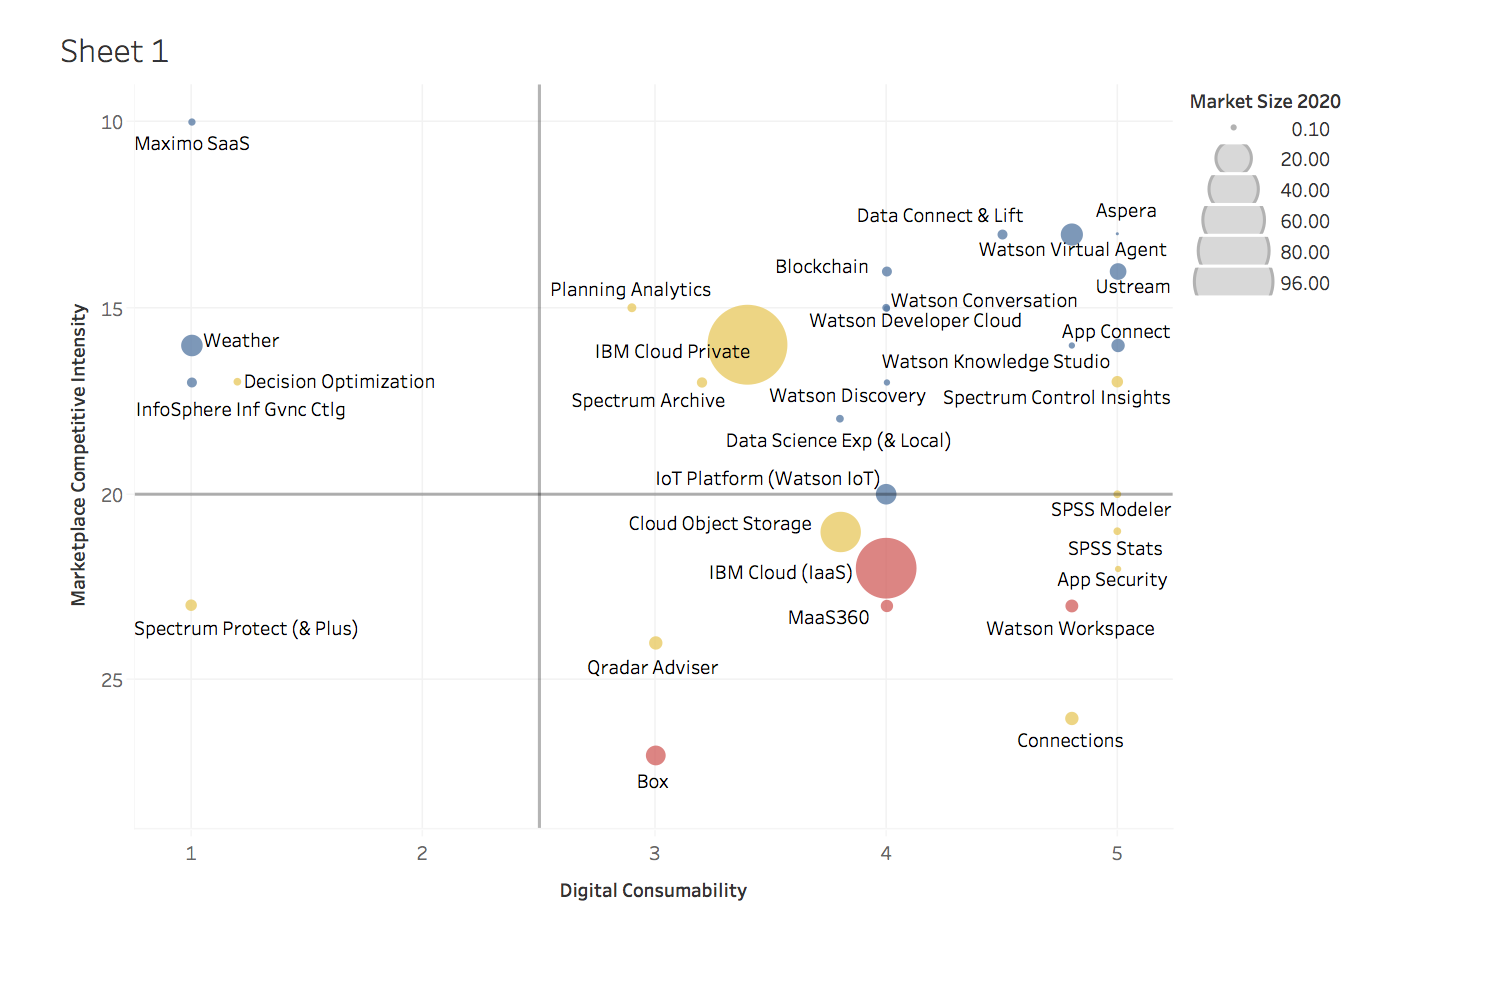 Sheet 1
Market Size 2020
0.10
20.00
40.00
60.00
80.00
96.00
Marketplace Competitive Intensity
10
15
20
25
Maximo SaaS
Aspera
Data Connect & Lift
Watson Virtual Agent
Blockchain
Ustream
Planning Analytics
Watson Conversation
Watson Developer Cloud
App Connect
Weather
IBM Cloud Private
Watson Knowledge Studio
Decision Optimization
Watson Discovery
Spectrum Control Insights
Spectrum Archive
InfoSphere Inf Gvnc Ctlg
Data Science Exp (& Local)
IoT Platform (Watson IoT)
SPSS Modeler
Cloud Object Storage
SPSS Stats
IBM Cloud (IaaS)
App Security
MaaS360
Spectrum Protect (& Plus)
Watson Workspace
Qradar Adviser
Connections
Box
1
2
3
4
5
Digital Consumability